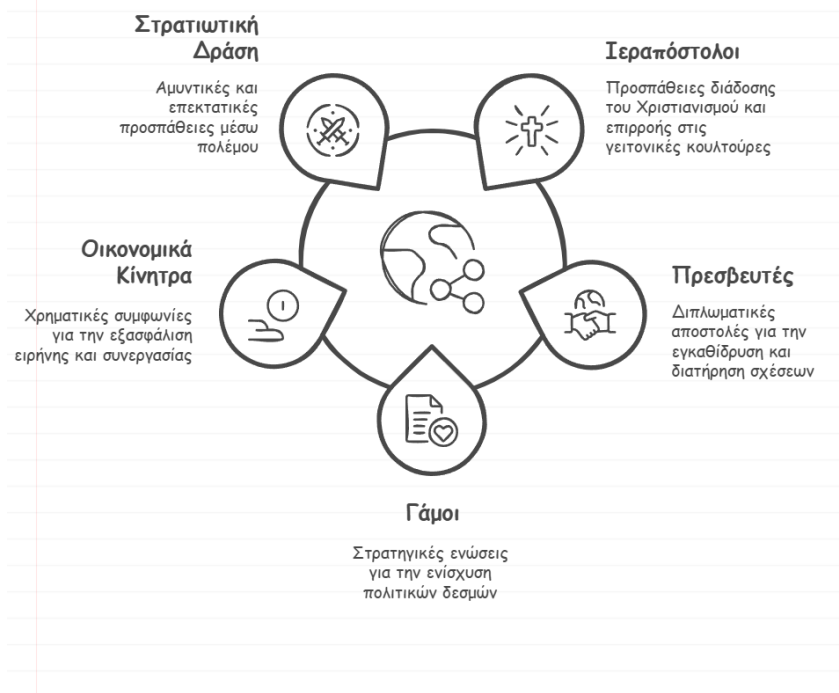 Στρατιωτική
Δράση
Αμυντικές και
επεκτατικές
προσπάθειες μέσω
πολέμου
Ιεραπόστολοι
Προσπάθειες διάδοσης
του Χριστιανισμού και
επιρροής στις
γειτονικές κουλτούρες
Οικονομικά
Κίνητρα
Χρηματικές συμφωνίες
για την εξασφάλιση
ειρήνης και συνεργασίας
Πρεσβευτές
Διπλωματικές
αποστολές για την
εγκαθίδρυση και
διατήρηση σχέσεων
Γάμοι
Στρατηγικές ενώσεις
για την ενίσχυση
πολιτικών δεσμών